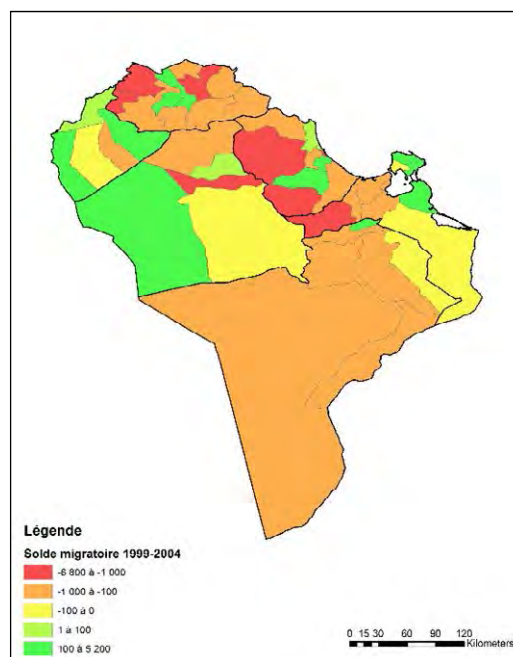 Légende
Solde migratoire 1999-2004
-6 800 à -1 000
-1 000 à -100
-100 à 0
1 à 100
100 à 5 200
0 15 30 60 90 120
Kilometers